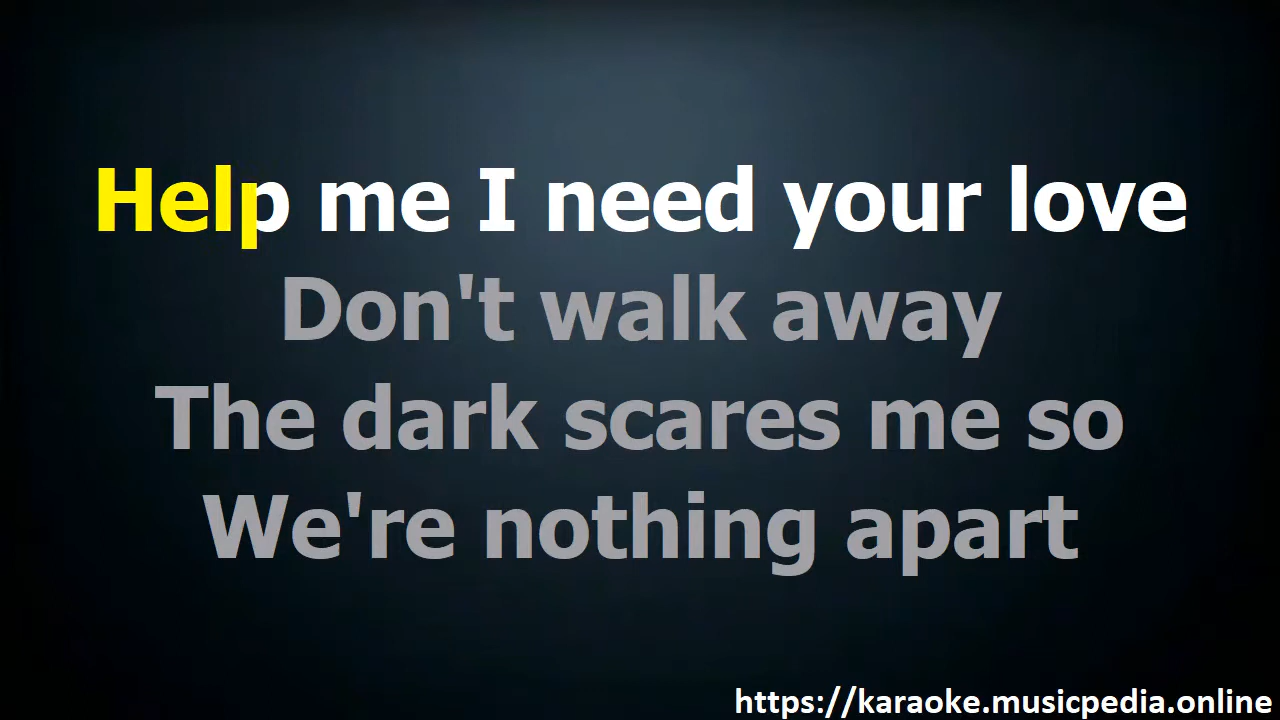 Help me I need your love
Don't walk away
The dark scares me so
We're nothing apart
https://karaoke.musicpedia.online